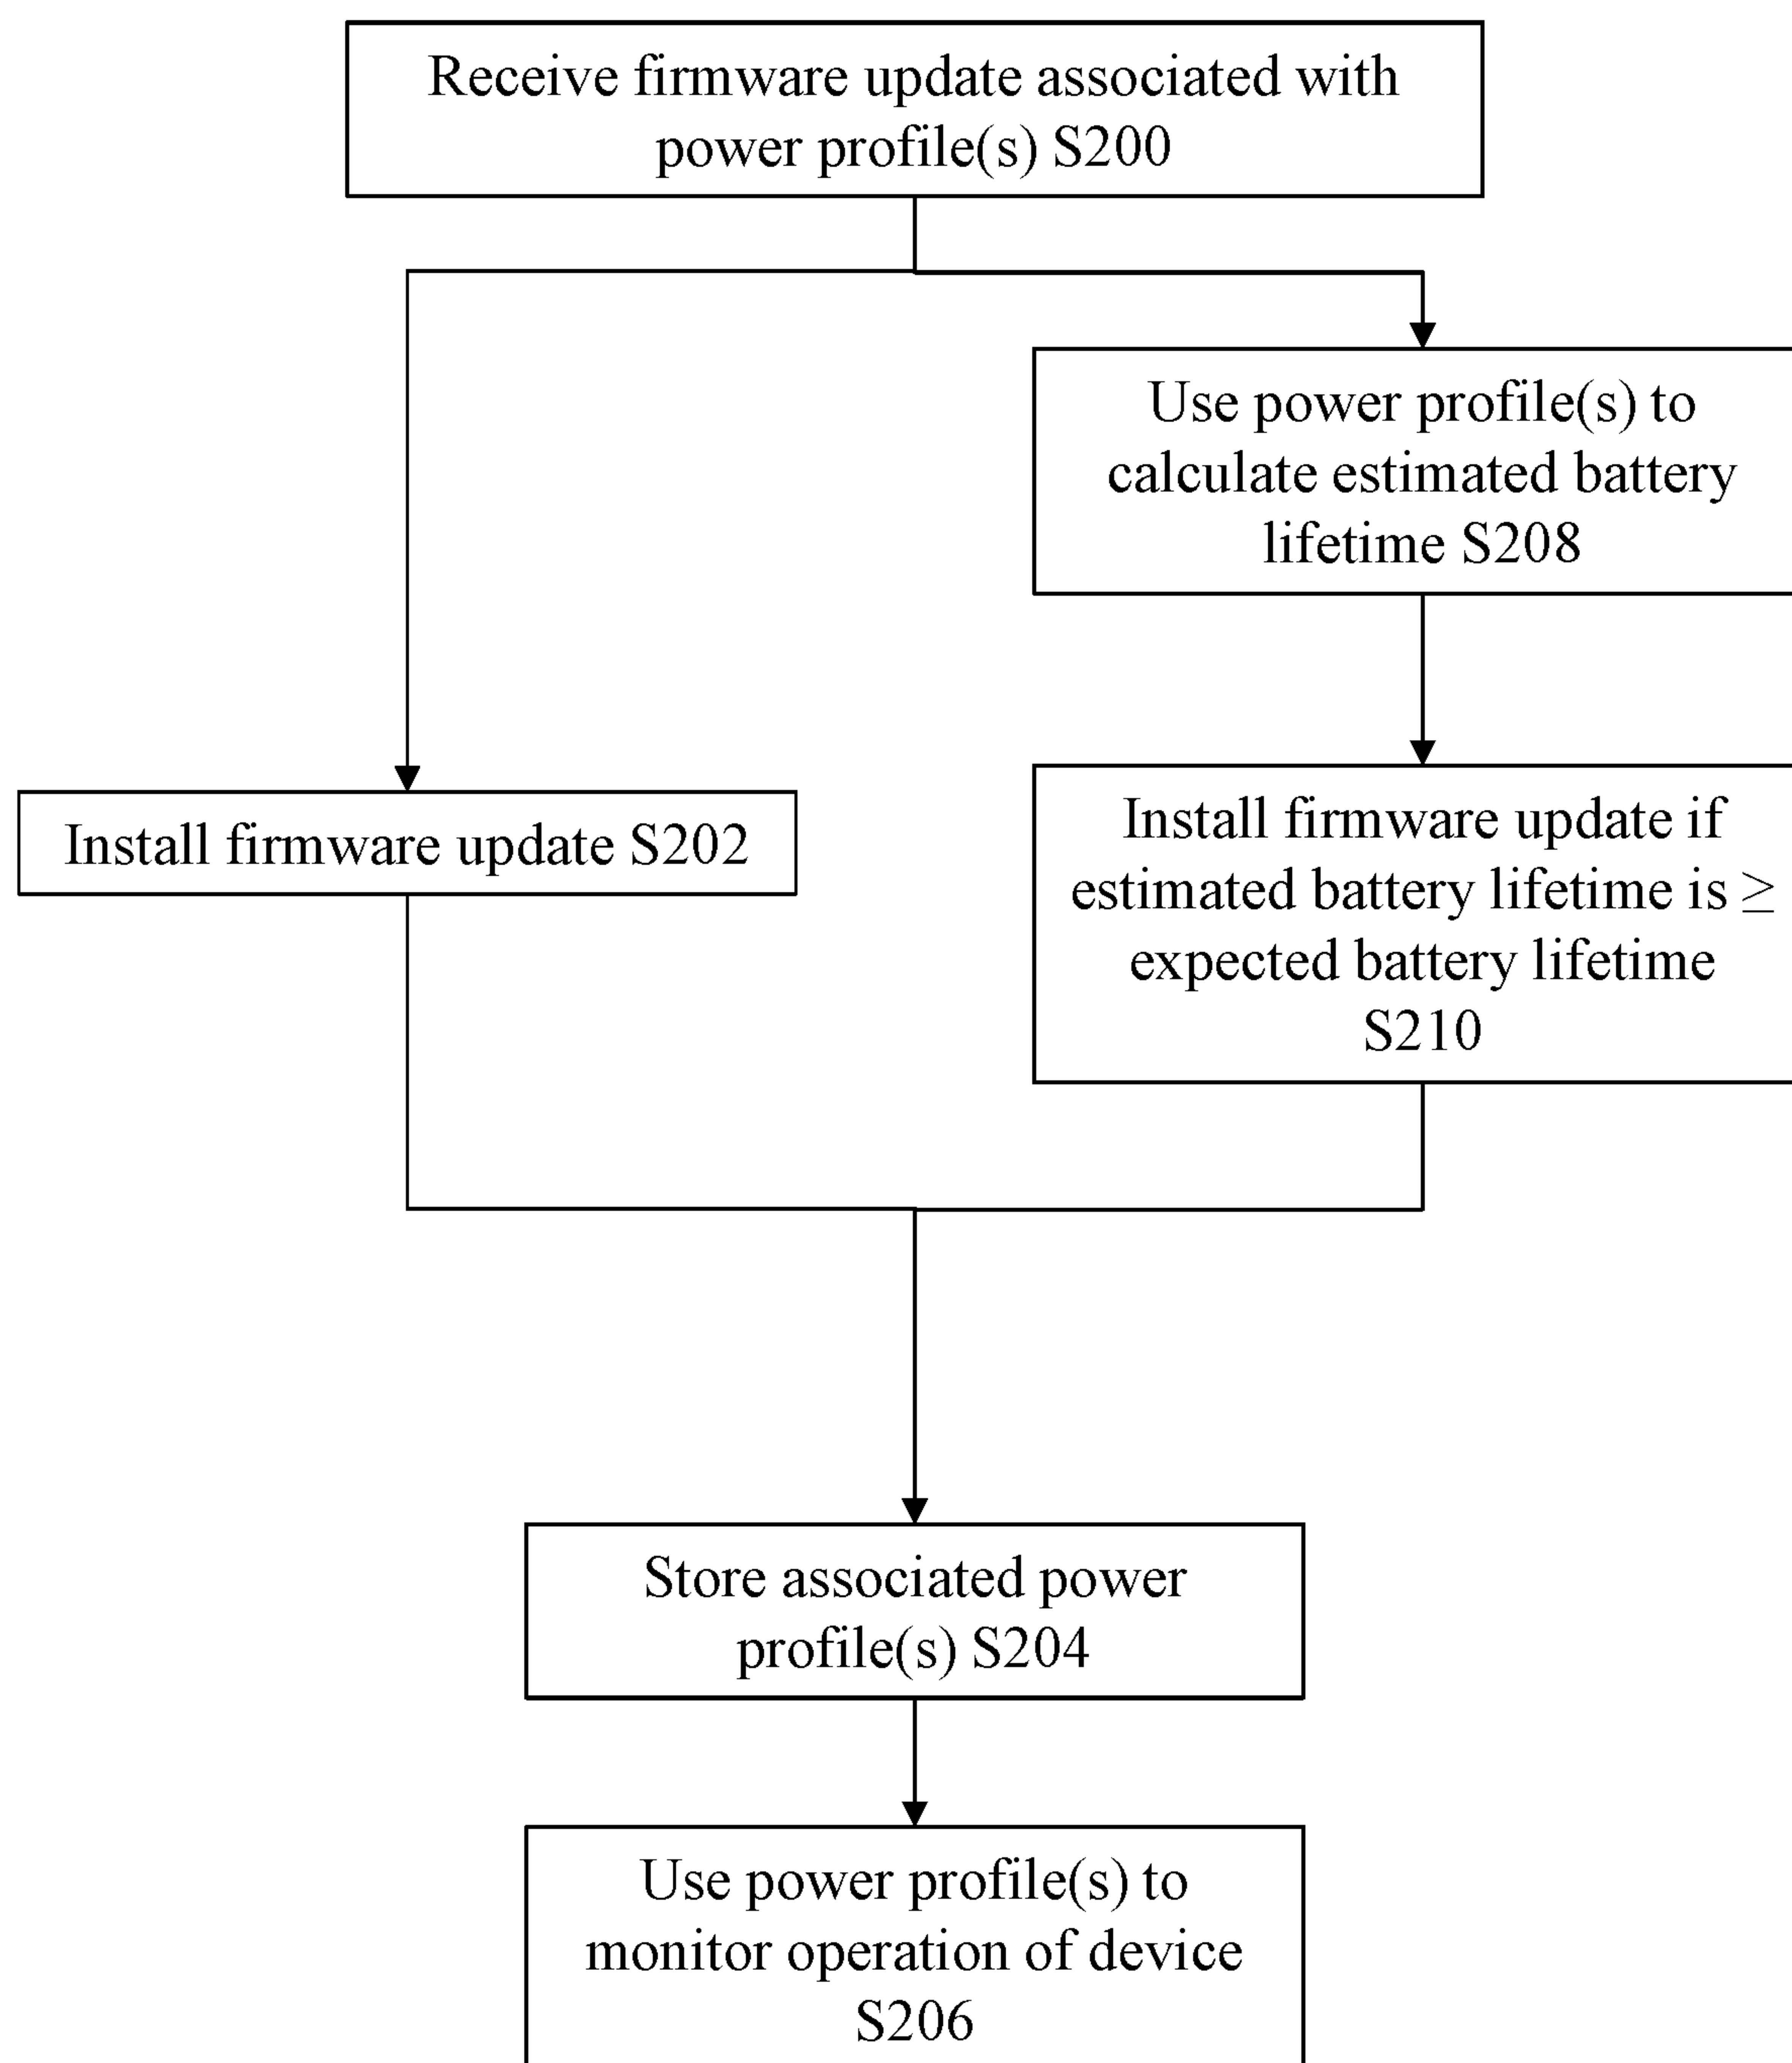 Receive firmware update associated with
power profile(s) S200
Use power profile(s) to
calculate estimated battery
lifetime S208
Install firmware update S202
Install firmware update if
estimated battery lifetime is ≥
expected battery lifetime
S210
Store associated power
profile(s) S204
Use power profile(s) to
monitor operation of device
S206